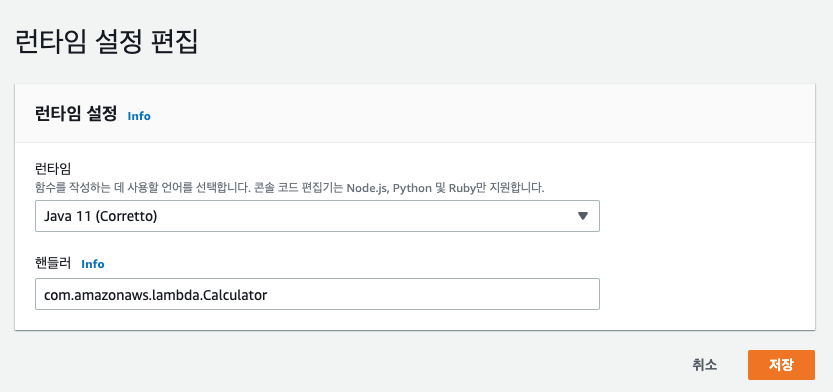 런타임 설정 편집
런타임 설정 Info
런타임
함수를 작성하는 데 사용할 언어를 선택합니다. 콘솔 코드 편집기는 Node.js, Python 및 Ruby만 지원합니다.
Java 11 (Corretto)
핸들러 Info
com.amazonaws.lambda.Calculator
취소 저장